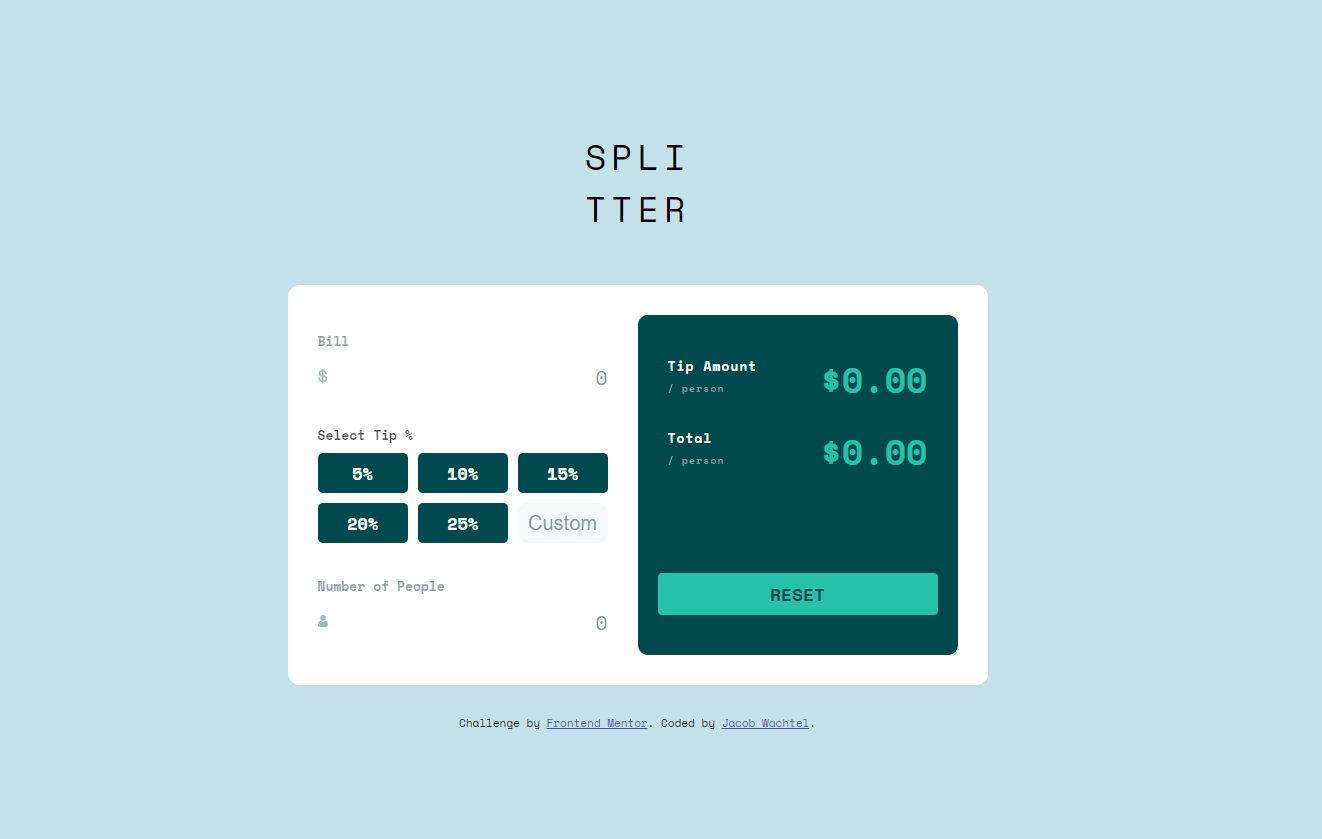 SPLI
TTER
Bill
$ 0
Select Tip %
5% 10% 15%
20% 25% Custom
Number of People
0
Tip Amount
/ person
$0.00
Total
/ person
$0.00
RESET
Challenge by Frontend Mentor. Coded by Jacob Wachtel.